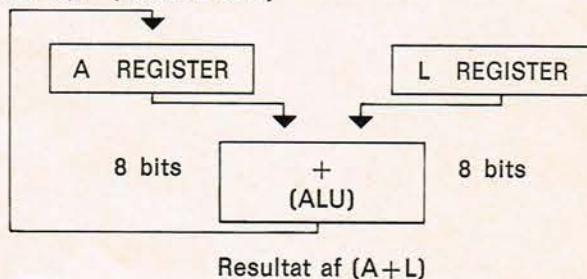 A REGISTER
L REGISTER
8 bits
+
(ALU)
8 bits
Resultat af (A+L)